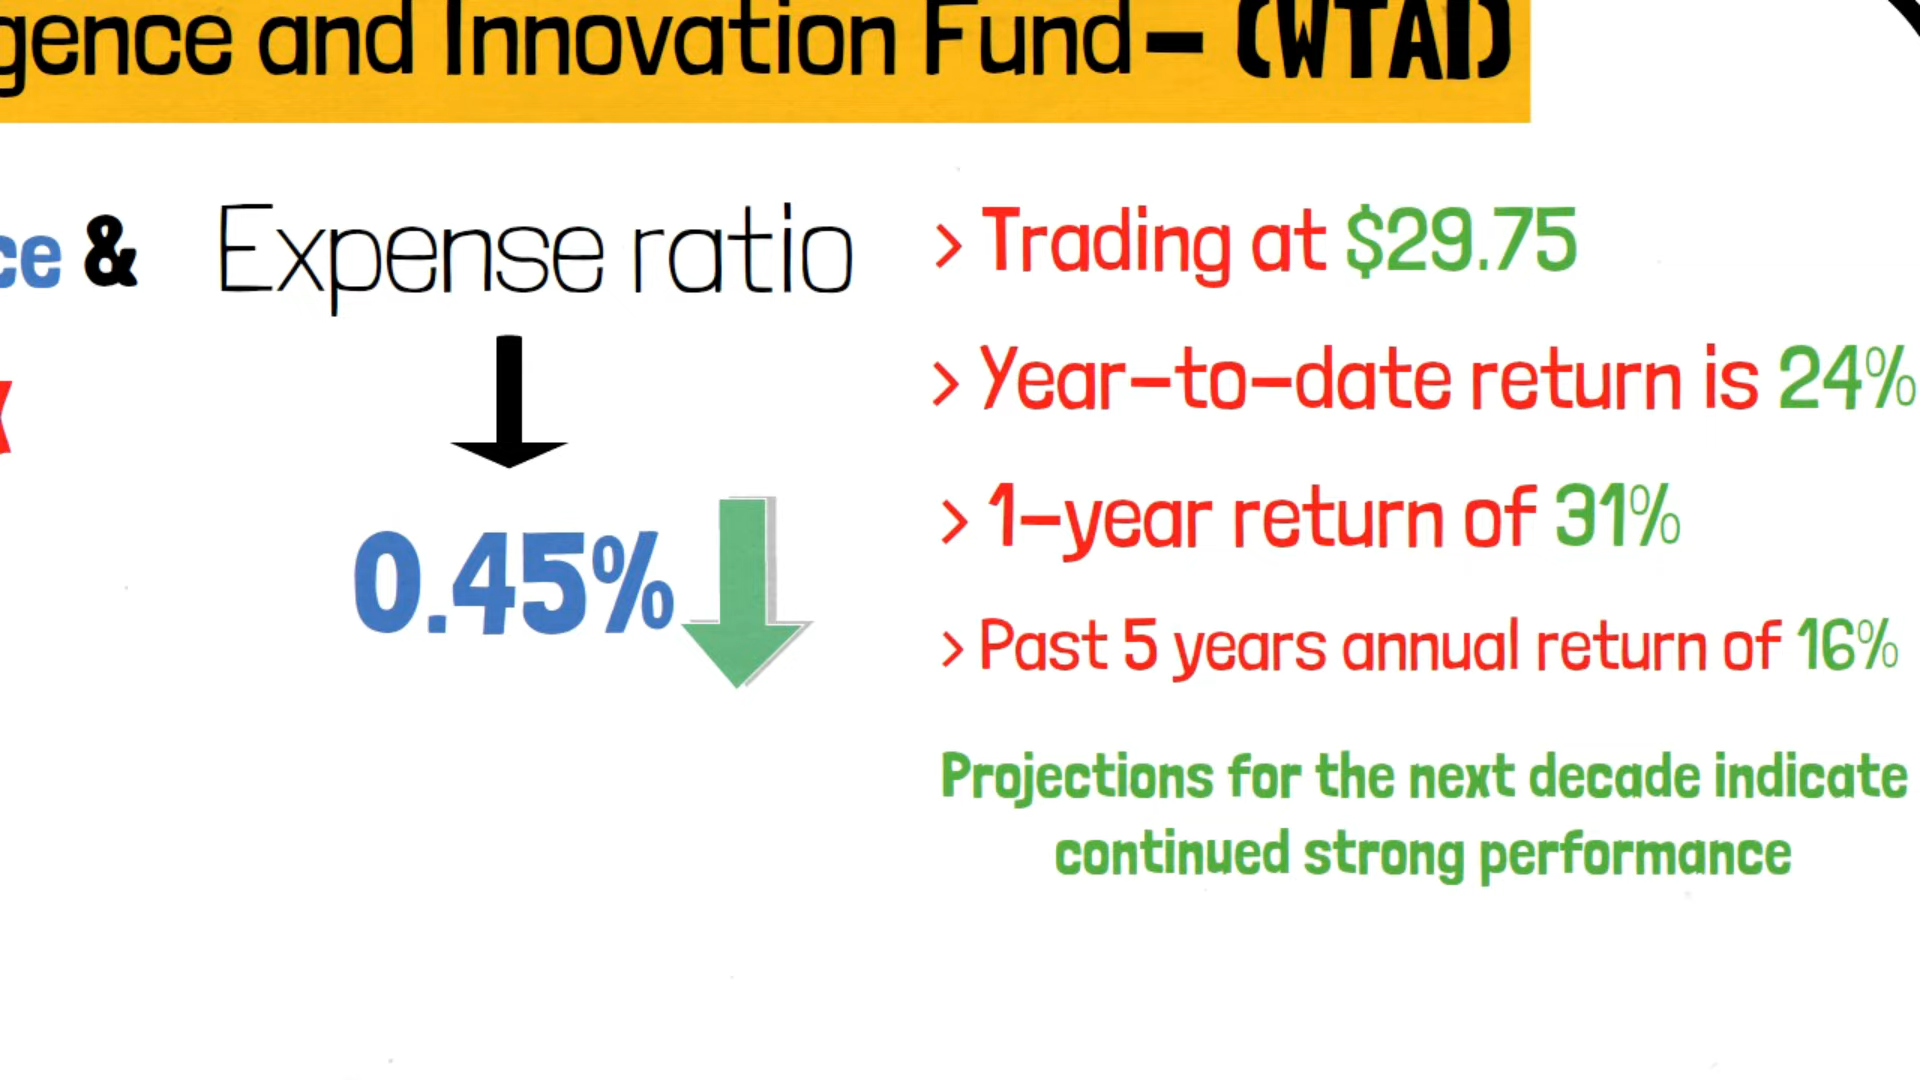 gence and Innovation Fund- (WTAI)
ce &
Expense ratio
0.45%
> Trading at $29.75
> Year-to-date return is 24%
> 1-year return of 31%
> Past 5 years annual return of 16%
Projections for the next decade indicate
continued strong performance